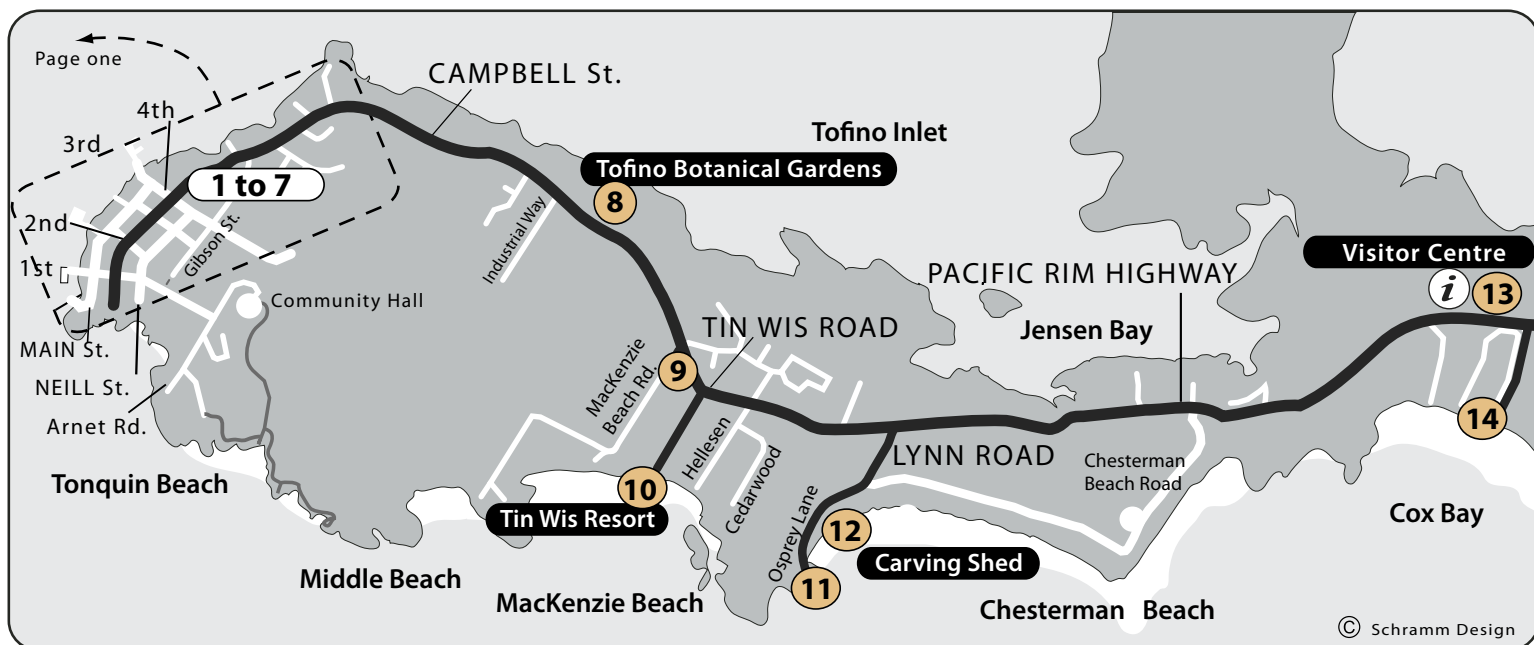 Page one
CAMPBELL St.
4th
3rd
Tofino Inlet
Tofino Botanical Gardens
1 to 7
8
2nd
Gibson St.
Industrial Way
Visitor Centre
1st
PACIFIC RIM HIGHWAY
i
13
Community Hall
TIN WIS ROAD
Jensen Bay
MAIN St.
9
MacKenzie
Beach Rd.
NEILL St.
Arnet Rd.
14
LYNN ROAD
Hellesen
Cedarwood
Chesterman
Beach Road
Tonquin Beach
10
Tin Wis Resort
Osprey Lane
12
Cox Bay
Carving Shed
11
Middle Beach
MacKenzie Beach
Chesterman Beach
© Schramm Design